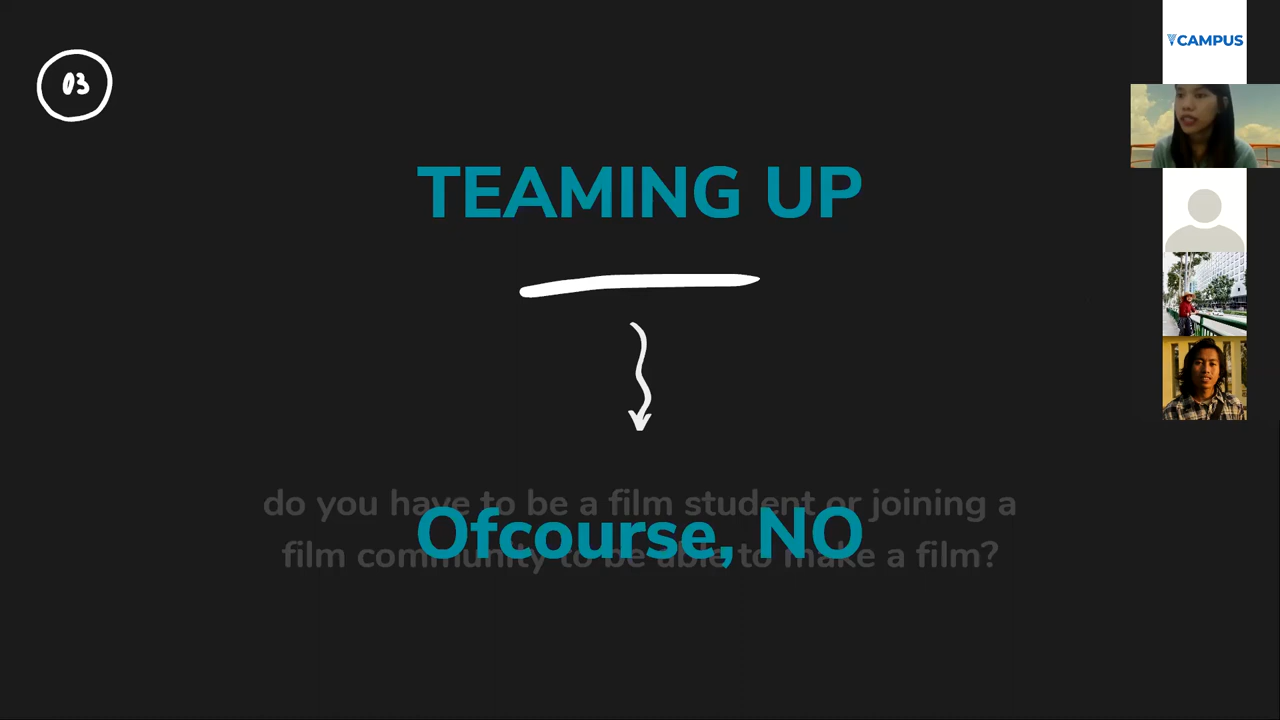 03
VCAMPUS
TEAMING UP
do you have to be a film student or joining a
film community to be able to make a film?
Ofcourse, NO